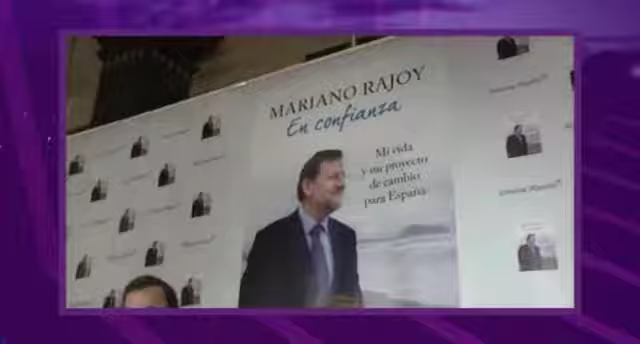 MARIANO RAJOY
En confianza
Mi vida
y mi proyecto
de cambio
para España